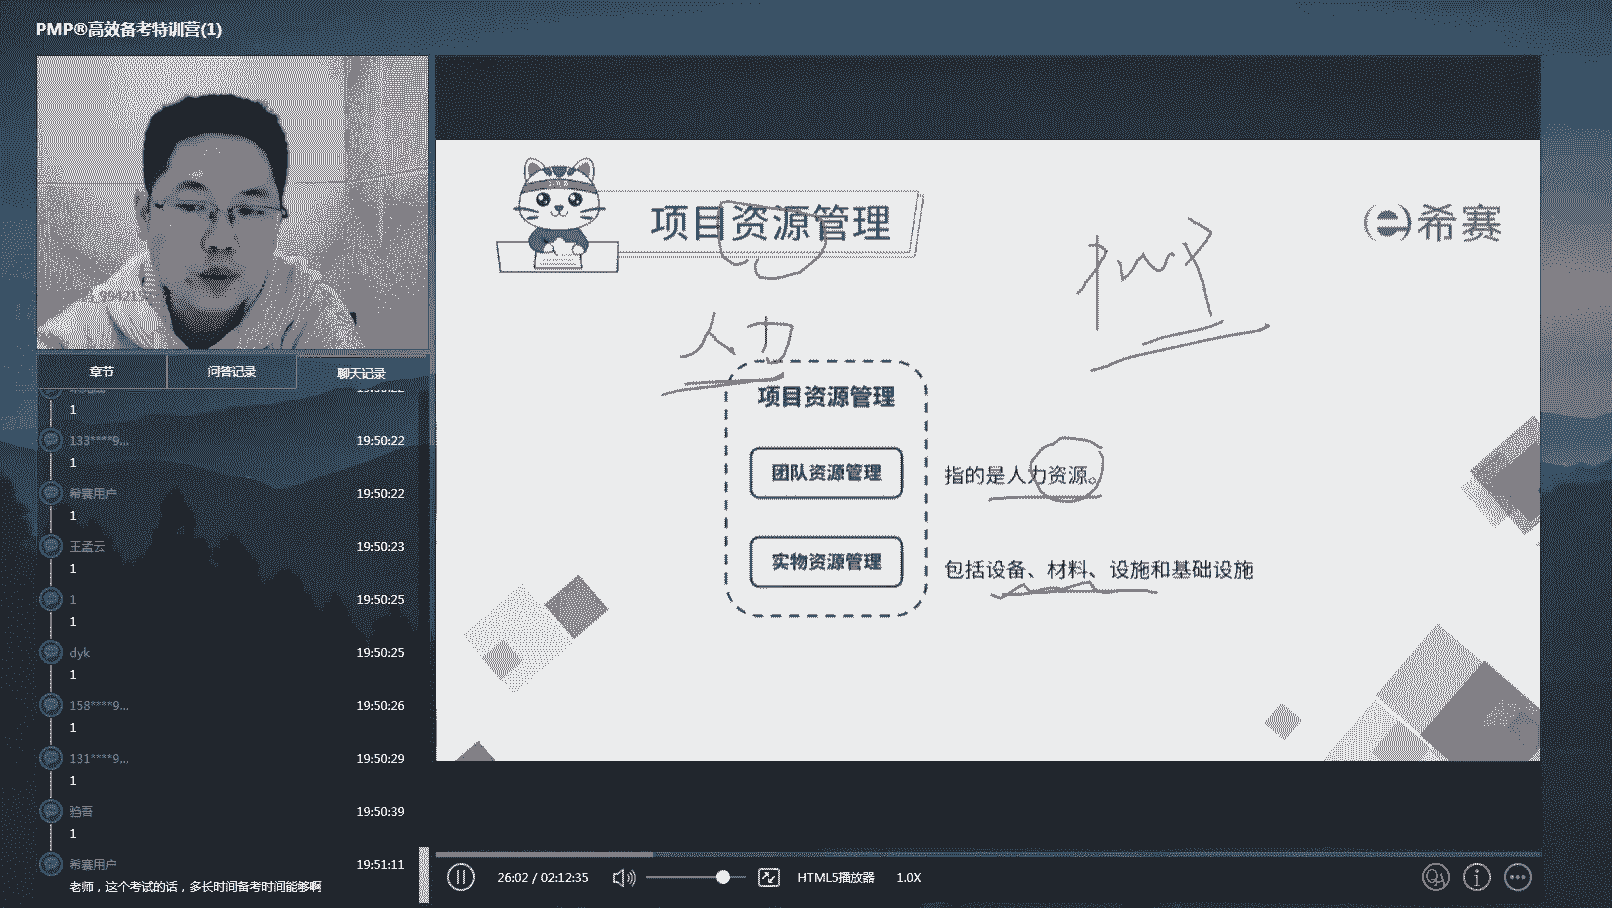 PMP®高效备考特训营(1)
章节
问答记录
聊天记录
1
133****9...
19:50:22
1
希赛用户
19:50:22
1
王孟云
19:50:23
1
1
19:50:25
1
dyk
19:50:25
1
158****9...
19:50:26
1
131****9...
19:50:29
1
19:50:39
1
希赛用户
19:51:11
老师，这个考试的话，多长时间备考时间能够啊
项目资源管理
希赛
PMP
人力
项目资源管理
团队资源管理
指的是人力资源。
实物资源管理
包括设备、材料、设施和基础设施
26:02 / 02:12:35
HTML5播放器
1.0X